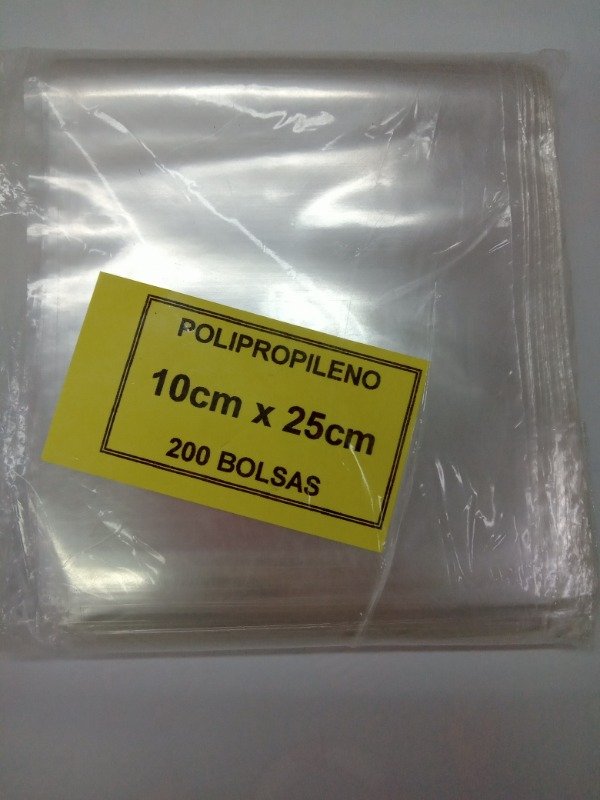 POLIPROPILENO
10cm x 25cm
200 BOLSAS